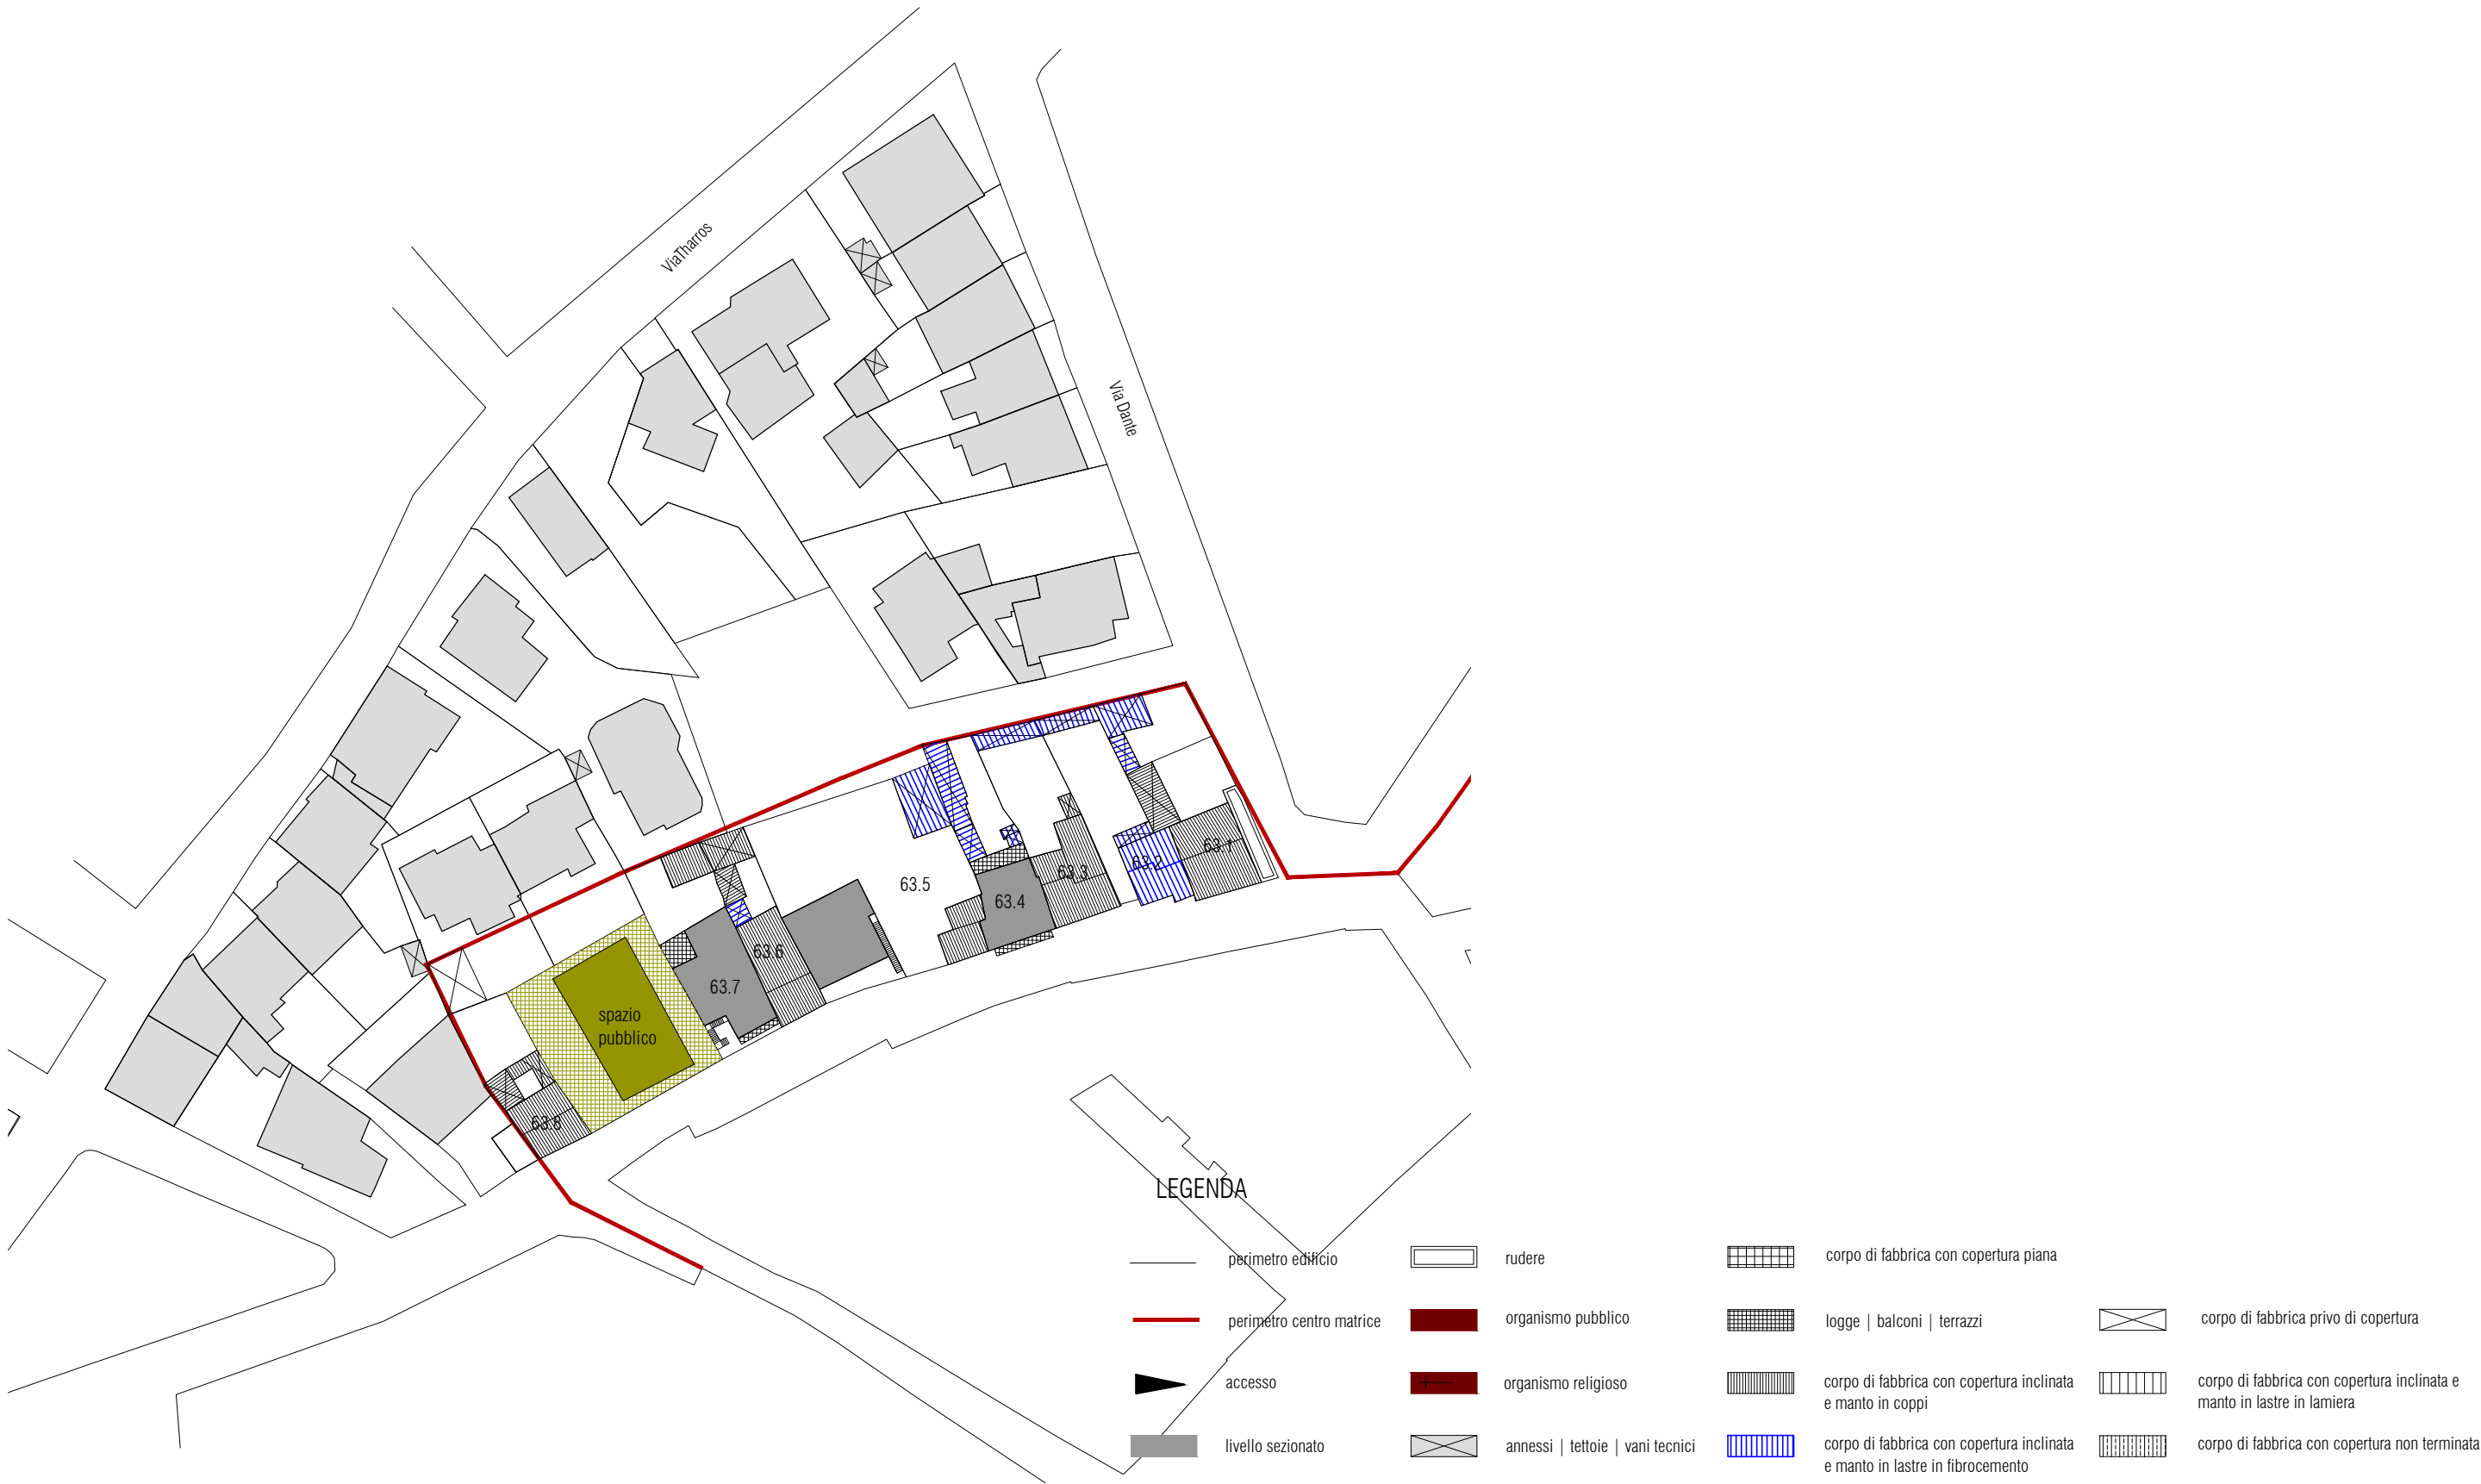 ViaTharros
Via Dante
63.1
63.2
63.3
63.5
63.4
63.6
63.7
spazio
pubblico
63.8
LEGENDA
perimetro edificio
perimetro centro matrice
accesso
livello sezionato
rudere
organismo pubblico
organismo religioso
annessi | tettoie | vani tecnici
corpo di fabbrica con copertura piana
logge | balconi | terrazzi
corpo di fabbrica con copertura inclinata
e manto in coppi
corpo di fabbrica con copertura inclinata
e manto in lastre in fibrocemento
corpo di fabbrica privo di copertura
corpo di fabbrica con copertura inclinata e
manto in lastre in lamiera
corpo di fabbrica con copertura non terminata